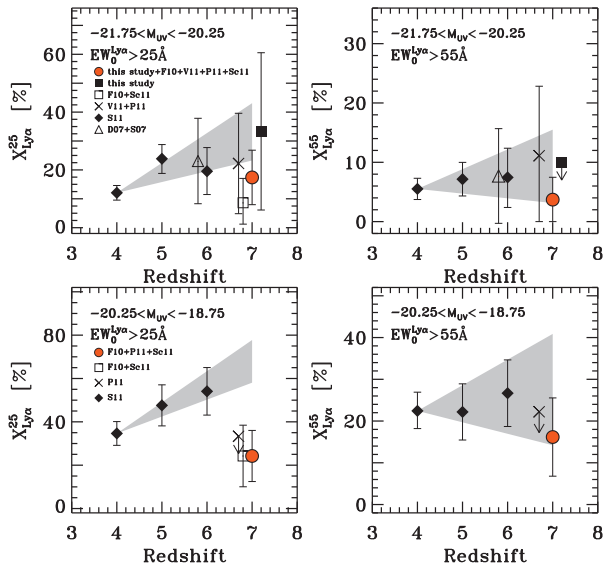 −21.75<M_UV<−20.25
EW_0^Lyα>25Å
this study+F10+V11+P11+Sc11
this study
F10+Sc11
V11+P11
S11
D07+S07
X_Lyα^25 [%]
60
40
20
0
3 4 5 6 7 8
Redshift
−21.75<M_UV<−20.25
EW_0^Lyα>55Å
X_Lyα^55 [%]
30
20
10
0
3 4 5 6 7 8
Redshift
−20.25<M_UV<−18.75
EW_0^Lyα>25Å
F10+P11+Sc11
F10+Sc11
P11
S11
X_Lyα^25 [%]
80
40
0
3 4 5 6 7 8
Redshift
−20.25<M_UV<−18.75
EW_0^Lyα>55Å
X_Lyα^55 [%]
40
20
0
3 4 5 6 7 8
Redshift